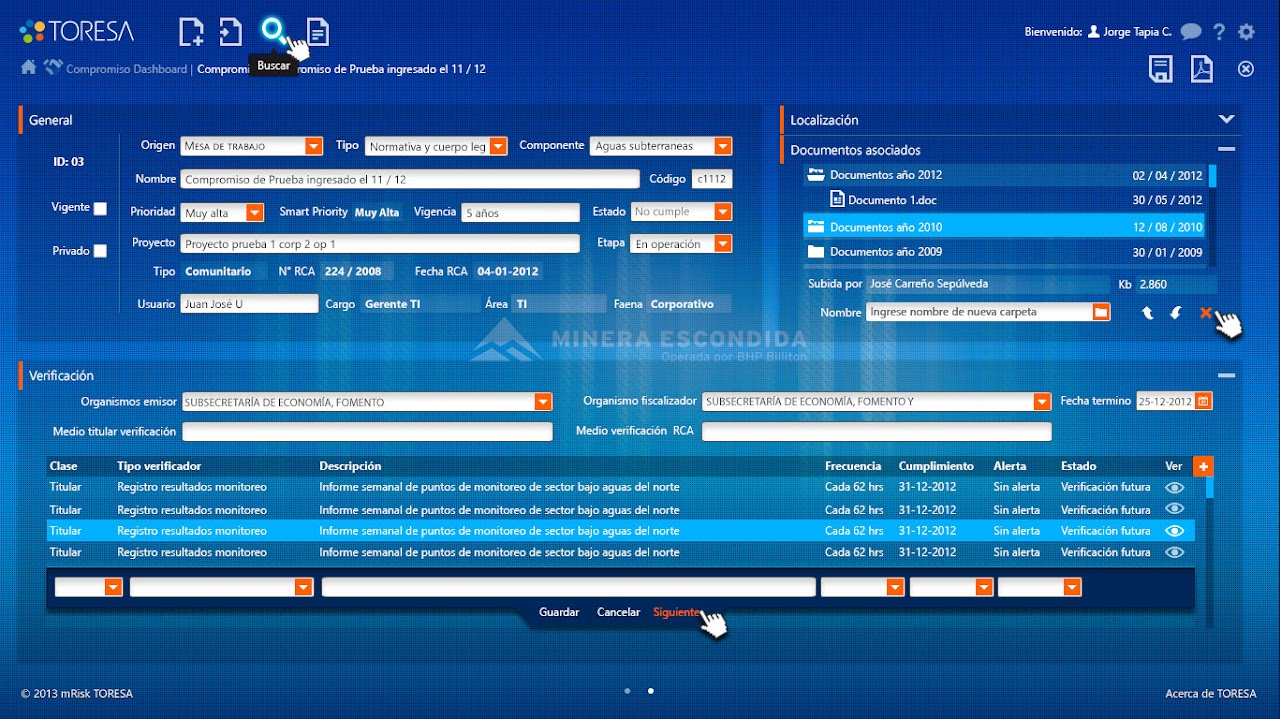 TORESA
Bienvenido: Jorge Tapia C.
Buscar
Compromiso Dashboard | Compromi omiso de Prueba ingresado el 11 / 12
General
ID: 03
Origen MESA DE TRABAJO Tipo Normativa y cuerpo leg Componente Aguas subterraneas
Nombre Compromiso de Prueba ingresado el 11 / 12 Código c1112
Vigente Prioridad Muy alta Smart Priority Muy Alta Vigencia 5 años Estado No cumple
Privado Proyecto Proyecto prueba 1 corp 2 op 1 Etapa En operación
Tipo Comunitario N° RCA 224 / 2008 Fecha RCA 04-01-2012
Usuario Juan José U Cargo Gerente TI Área TI Faena Corporativo
Localización
Documentos asociados
Documentos año 2012 02 / 04 / 2012
Documento 1.doc 30 / 05 / 2012
Documentos año 2010 12 / 08 / 2010
Documentos año 2009 30 / 01 / 2009
Subida por José Carreño Sepúlveda Kb 2.860
Nombre Ingrese nombre de nueva carpeta
MINERA ESCONDIDA
Operada por BHP Billiton
Verificación
Organismos emisor SUBSECRETARÍA DE ECONOMÍA, FOMENTO Organismo fiscalizador SUBSECRETARÍA DE ECONOMÍA, FOMENTO Y Fecha termino 25-12-2012
Medio titular verificación Medio verificación RCA
Clase Tipo verificador Descripción Frecuencia Cumplimiento Alerta Estado Ver
Titular Registro resultados monitoreo Informe semanal de puntos de monitoreo de sector bajo aguas del norte Cada 62 hrs 31-12-2012 Sin alerta Verificación futura
Titular Registro resultados monitoreo Informe semanal de puntos de monitoreo de sector bajo aguas del norte Cada 62 hrs 31-12-2012 Sin alerta Verificación futura
Titular Registro resultados monitoreo Informe semanal de puntos de monitoreo de sector bajo aguas del norte Cada 62 hrs 31-12-2012 Sin alerta Verificación futura
Titular Registro resultados monitoreo Informe semanal de puntos de monitoreo de sector bajo aguas del norte Cada 62 hrs 31-12-2012 Sin alerta Verificación futura
Guardar Cancelar Siguiente
© 2013 mRisk TORESA
Acerca de TORESA